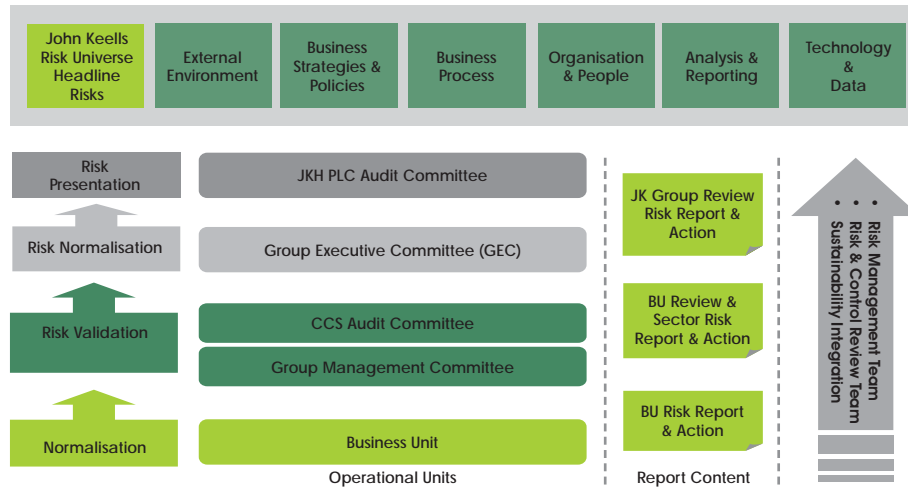 John Keells
Risk Universe
Headline
Risks
External
Environment
Business
Strategies &
Policies
Business
Process
Organisation
& People
Analysis &
Reporting
Technology
&
Data
Risk
Presentation
JKH PLC Audit Committee
Risk Normalisation
Group Executive Committee (GEC)
Risk Validation
CCS Audit Committee
Group Management Committee
Normalisation
Business Unit
Operational Units
JK Group Review
Risk Report &
Action
BU Review &
Sector Risk
Report & Action
BU Risk Report
& Action
Report Content
• Risk Management Team
• Risk & Control Review Team
• Sustainability Integration